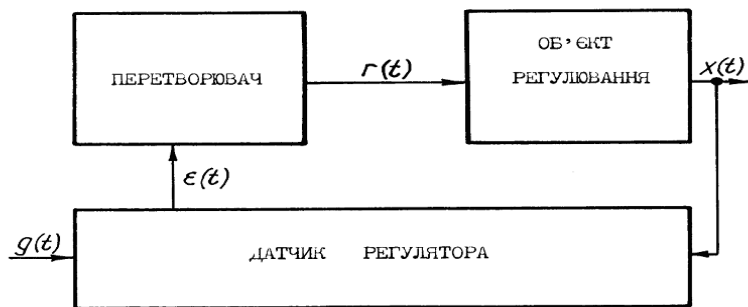 ПЕРЕТВОРЮВАЧ
r(t)
ОБ'ЄКТ
РЕГУЛЮВАННЯ
x(t)
ε(t)
g(t)
ДАТЧИК РЕГУЛЯТОРА